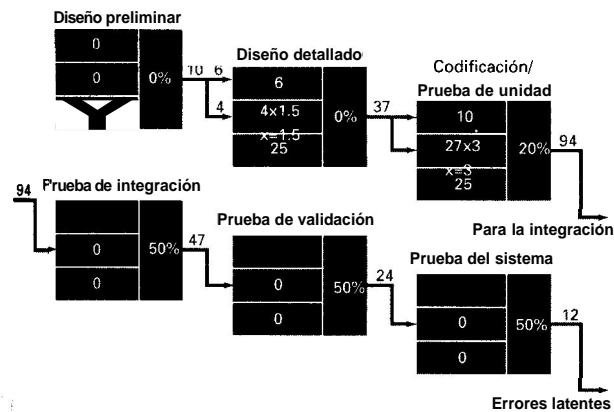 Diseño preliminar
0
0
0%
10
6
4
Diseño detallado
6
4x1.5
x=1.5
25
0%
37
Codificación/
Prueba de unidad
10
27x3
x=3
25
20%
94
Para la integración
94
Prueba de integración
0
0
50%
47
Prueba de validación
0
0
50%
24
Prueba del sistema
0
0
50%
12
Errores latentes